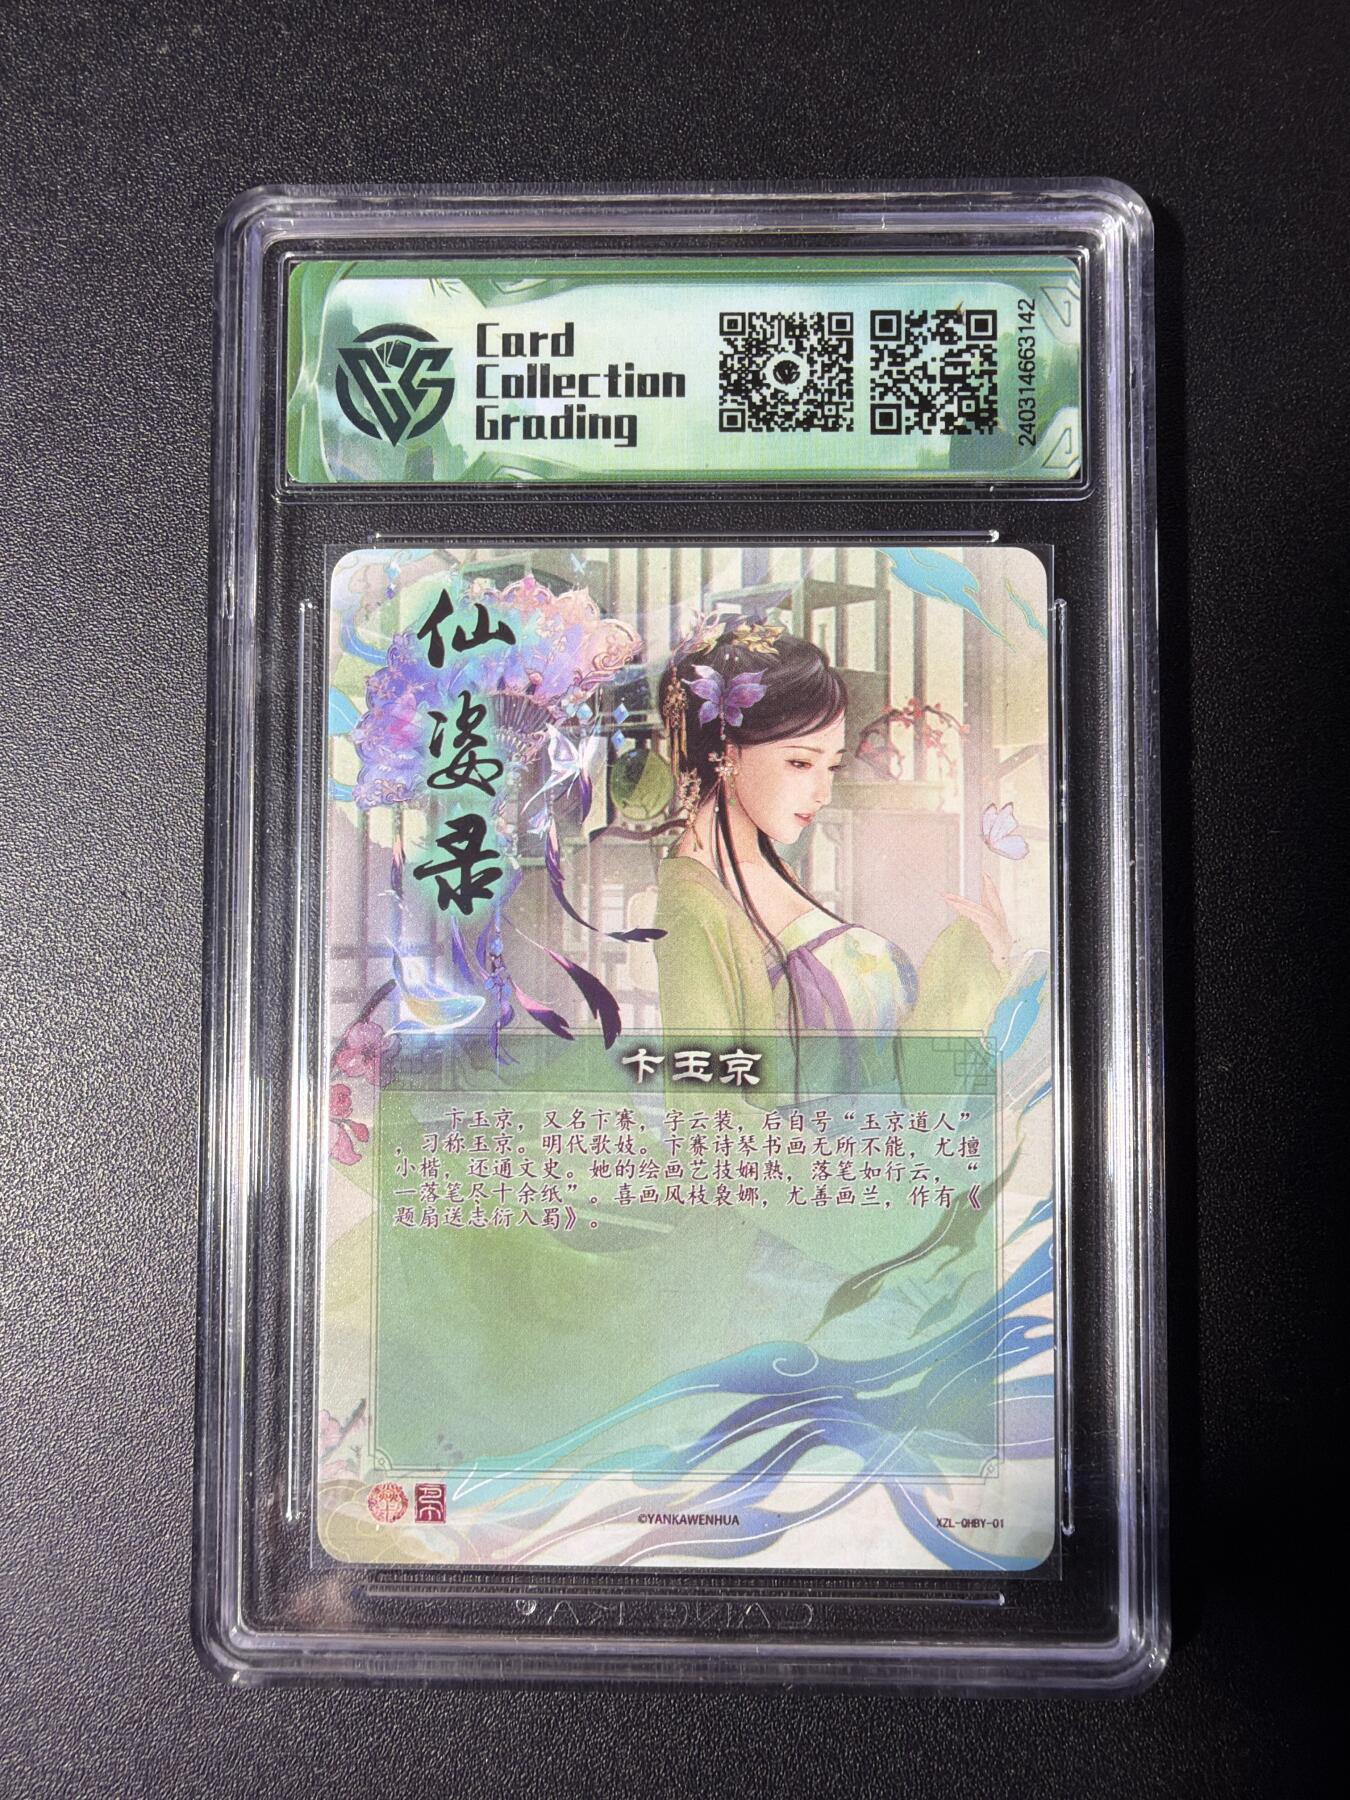 Card
Collection
Grading
240314663142
仙姿录
卞玉京
卞玉京，又名卞赛，字云装，后自号“玉京道人”
，习称玉京。明代歌妓。卞赛诗琴书画无所不能，尤擅
小楷，还通文史。她的绘画艺技娴熟，落笔如行云，“
一落笔尽十余纸”。喜画风枝袅娜，尤善画兰，作有《
题扇送志衍入蜀》。
©YANKAWENHUA
XZL-QHBY-01